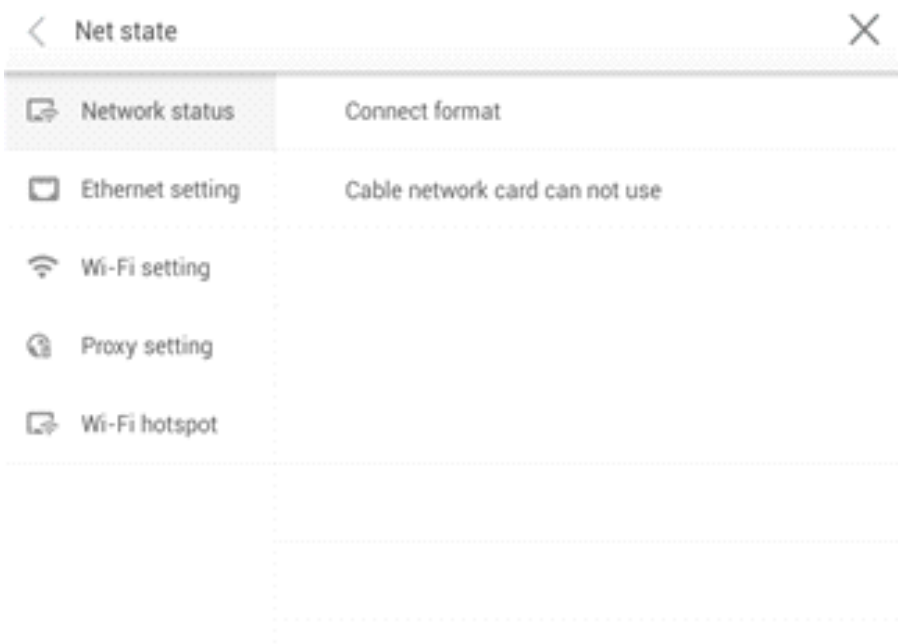 Net state
Network status
Connect format
Ethernet setting
Cable network card can not use
Wi-Fi setting
Proxy setting
Wi-Fi hotspot